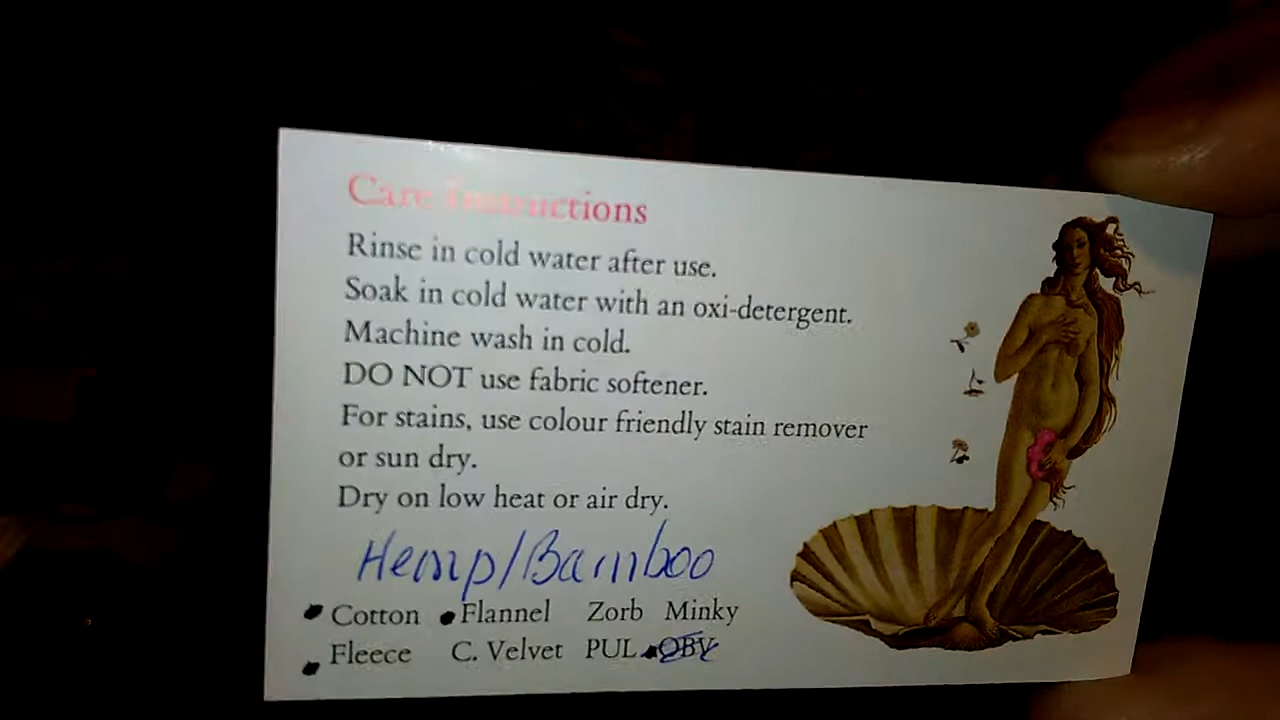 Care Instructions
Rinse in cold water after use.
Soak in cold water with an oxi-detergent.
Machine wash in cold.
DO NOT use fabric softener.
For stains, use colour friendly stain remover
or sun dry.
Dry on low heat or air dry.
Hemp/Bamboo
Cotton Flannel Zorb Minky
Fleece C. Velvet PUL OBV